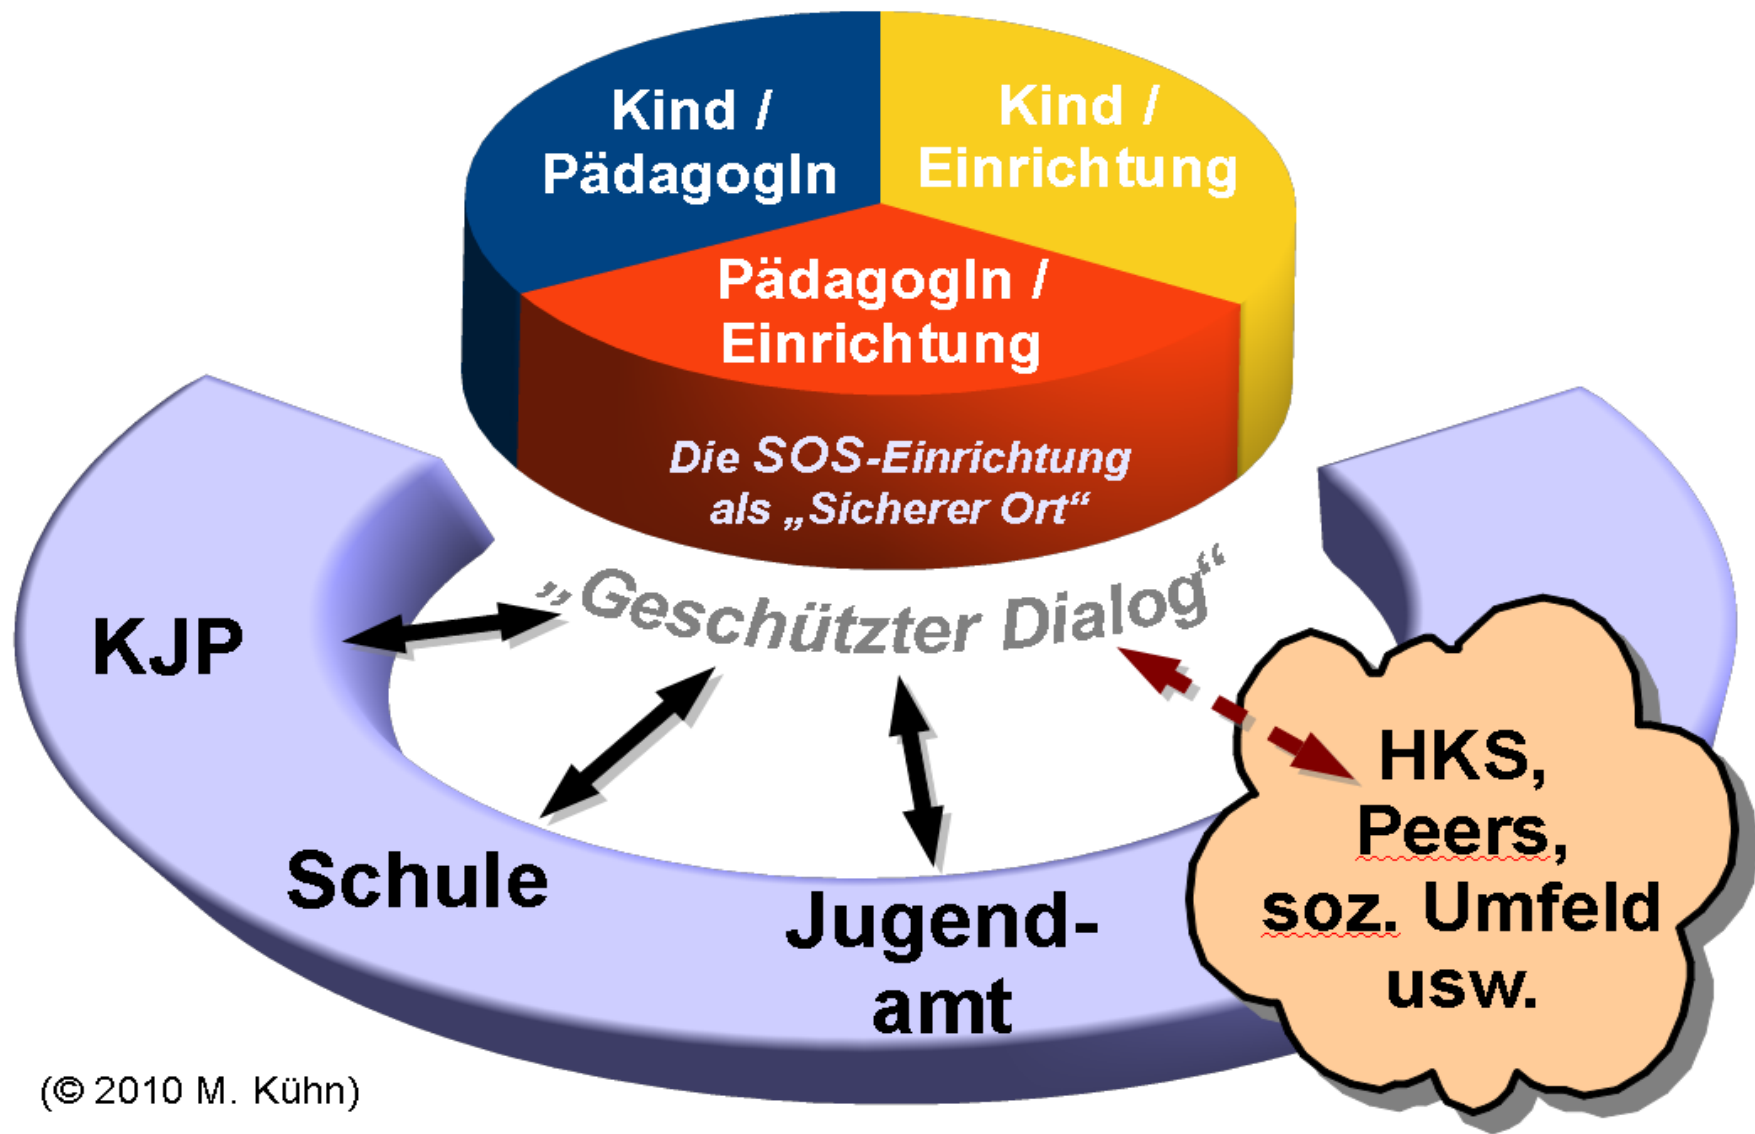 Kind /
PädagogIn
Kind /
Einrichtung
PädagogIn /
Einrichtung
Die SOS-Einrichtung
als „Sicherer Ort“
„Geschützter Dialog“
KJP
Schule
Jugend-
amt
HKS,
Peers,
soz. Umfeld
usw.
(© 2010 M. Kühn)